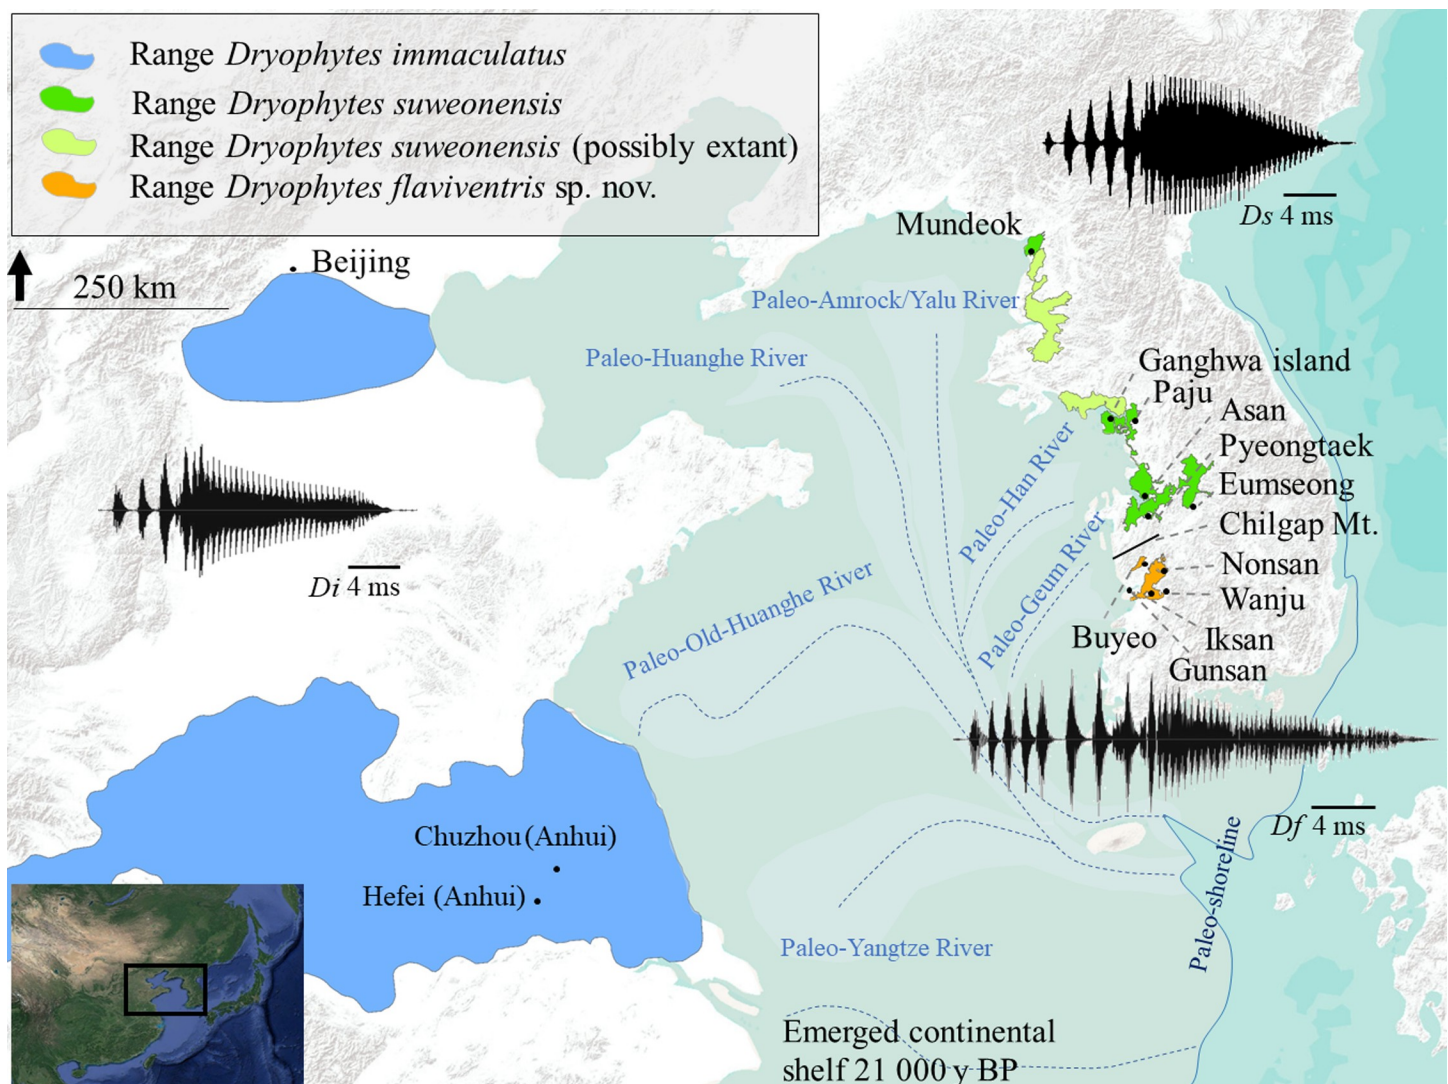 Range Dryophytes immaculatus
Range Dryophytes suweonensis
Range Dryophytes suweonensis (possibly extant)
Range Dryophytes flaviventris sp. nov.
Ds 4 ms
Mundeok
Beijing
250 km
Paleo-Amrock/Yalu River
Paleo-Huanghe River
Ganghwa island
Paju
Asan
Pyeongtaek
Eumseong
Chilgap Mt.
Paleo-Han River
Paleo-Geum River
Nonsan
Wanju
Di 4 ms
Paleo-Old-Huanghe River
Buyeo
Iksan
Gunsan
Df 4 ms
Chuzhou (Anhui)
Hefei (Anhui)
Paleo-shoreline
Paleo-Yangtze River
Emerged continental
shelf 21 000 y BP